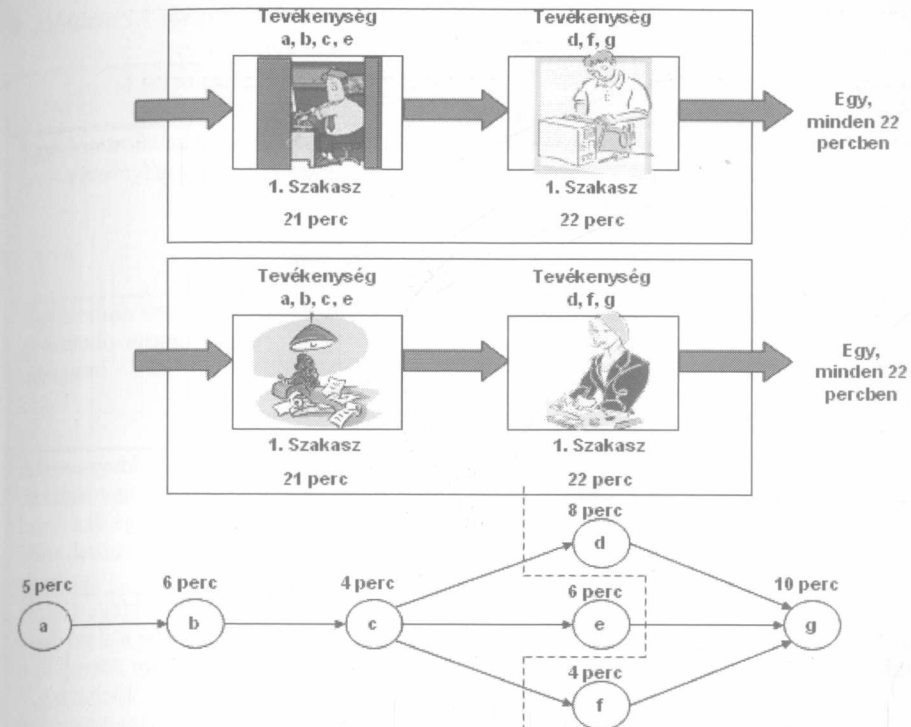 Tevékenység
a, b, c, e
1. Szakasz
21 perc
Tevékenység
d, f, g
1. Szakasz
22 perc
Egy,
minden 22
percben
Tevékenység
a, b, c, e
1. Szakasz
21 perc
Tevékenység
d, f, g
1. Szakasz
22 perc
Egy,
minden 22
percben
5 perc
a
6 perc
b
4 perc
c
8 perc
d
6 perc
e
4 perc
f
10 perc
g